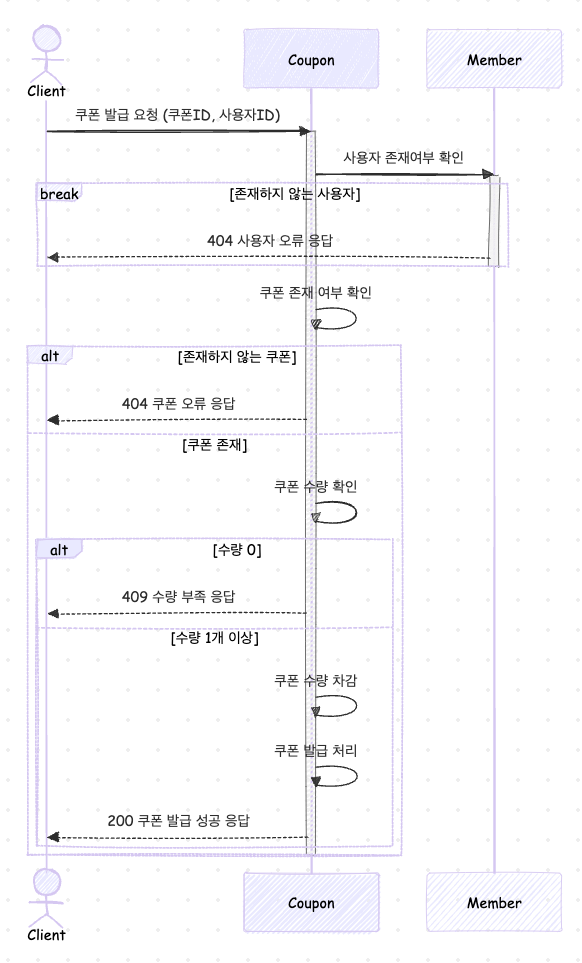 Client
Coupon
Member
쿠폰 발급 요청 (쿠폰ID, 사용자ID)
사용자 존재여부 확인
break
[존재하지 않는 사용자]
404 사용자 오류 응답
쿠폰 존재 여부 확인
alt
[존재하지 않는 쿠폰]
404 쿠폰 오류 응답
[쿠폰 존재]
쿠폰 수량 확인
alt
[수량 0]
409 수량 부족 응답
[수량 1개 이상]
쿠폰 수량 차감
쿠폰 발급 처리
200 쿠폰 발급 성공 응답
Client
Coupon
Member